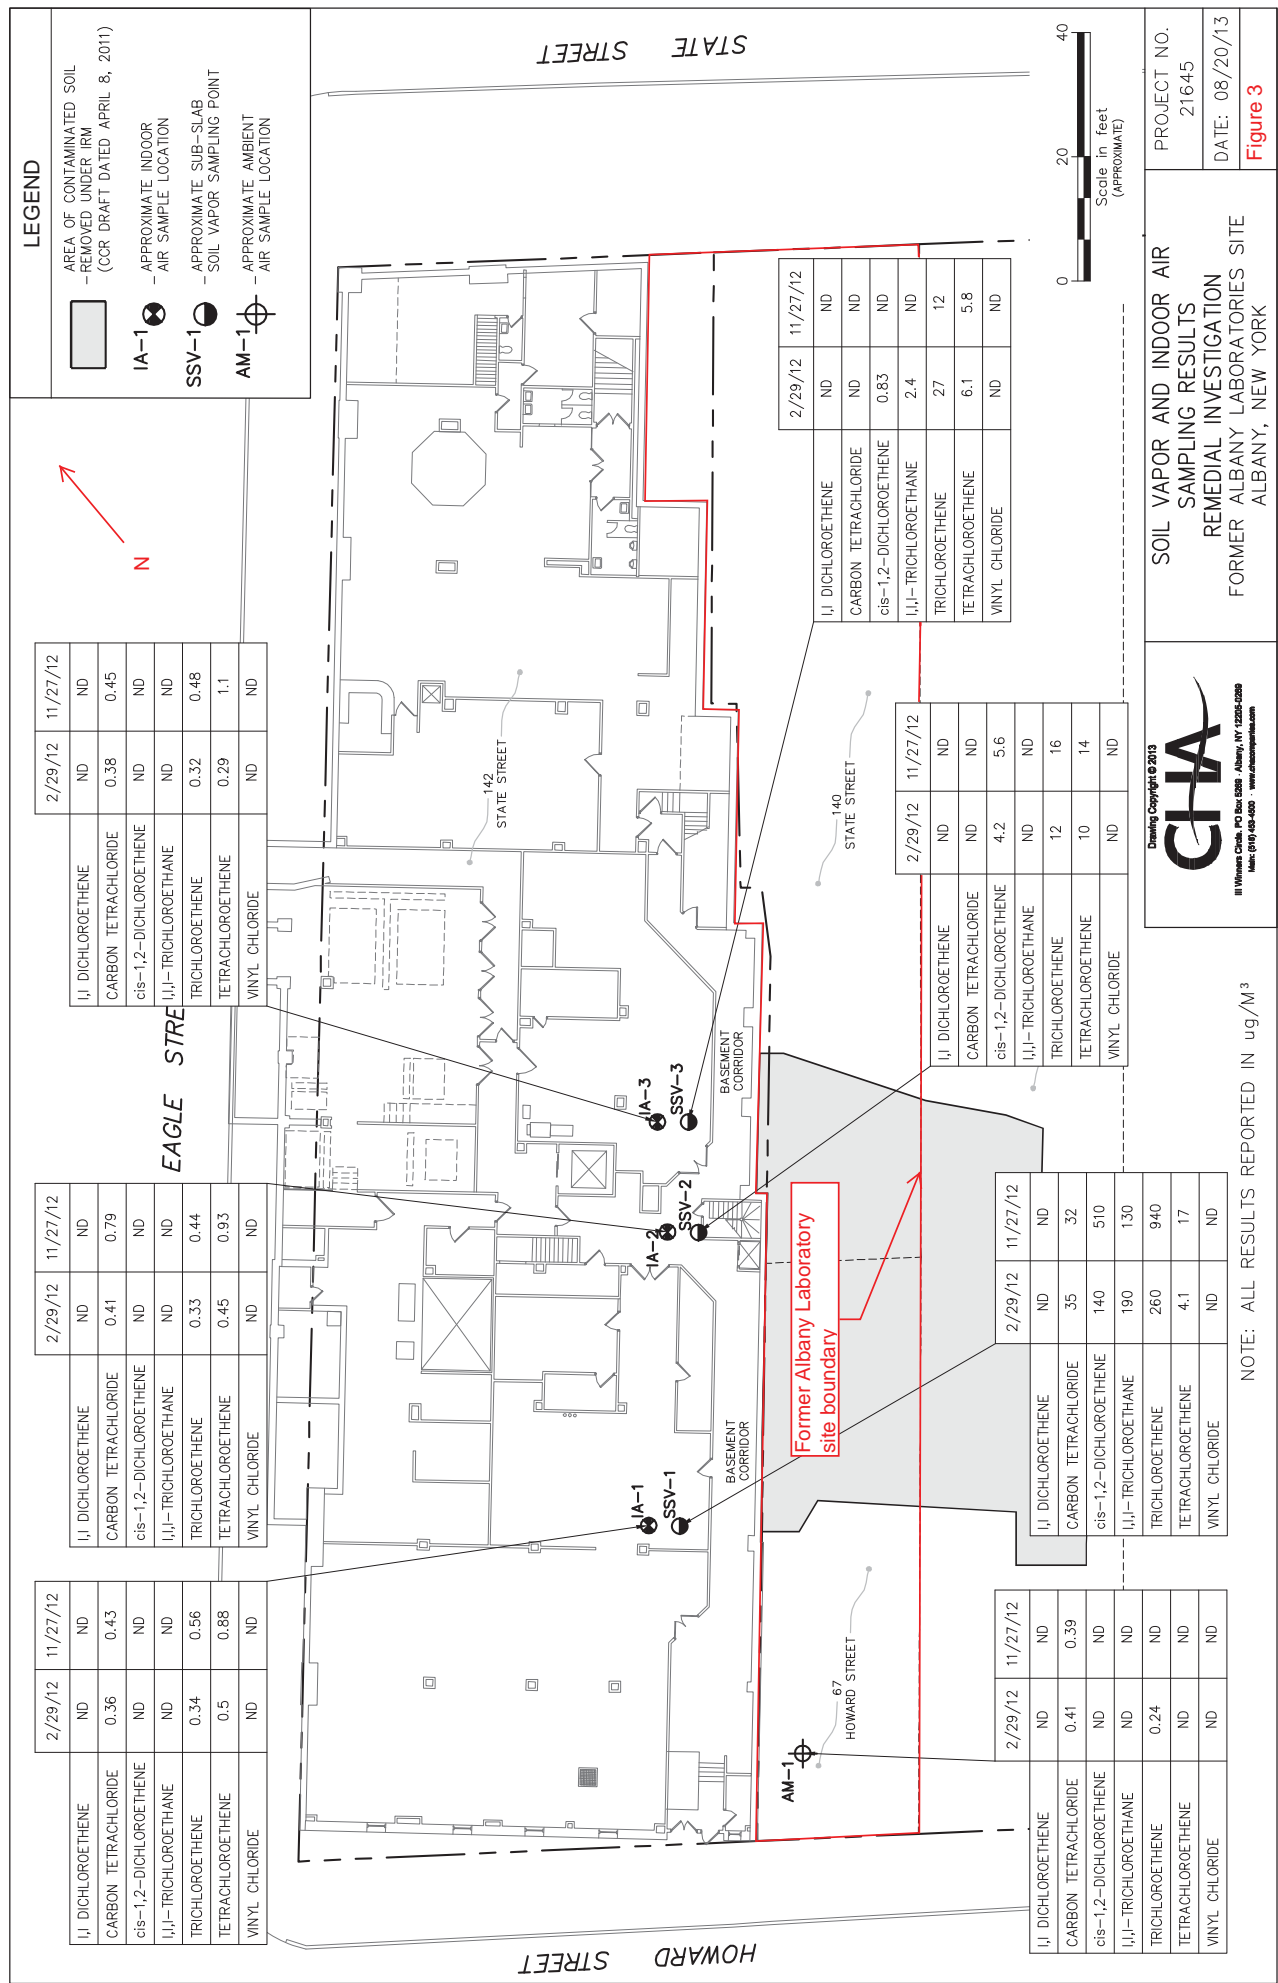 LEGEND
AREA OF CONTAMINATED SOIL
- REMOVED UNDER IRM
(CCR DRAFT DATED APRIL 8, 2011)
IA-1
- APPROXIMATE INDOOR
AIR SAMPLE LOCATION
SSV-1
- APPROXIMATE SUB-SLAB
SOIL VAPOR SAMPLING POINT
AM-1
- APPROXIMATE AMBIENT
AIR SAMPLE LOCATION
N
STATE STREET
EAGLE STRE
HOWARD STREET
2/29/12 11/27/12
I,I DICHLOROETHENE ND ND
CARBON TETRACHLORIDE 0.36 0.43
cis-1,2-DICHLOROETHENE ND ND
I,I,I-TRICHLOROETHANE ND ND
TRICHLOROETHENE 0.34 0.56
TETRACHLOROETHENE 0.5 0.88
VINYL CHLORIDE ND ND
2/29/12 11/27/12
I,I DICHLOROETHENE ND ND
CARBON TETRACHLORIDE 0.41 0.79
cis-1,2-DICHLOROETHENE ND ND
I,I,I-TRICHLOROETHANE ND ND
TRICHLOROETHENE 0.33 0.44
TETRACHLOROETHENE 0.45 0.93
VINYL CHLORIDE ND ND
2/29/12 11/27/12
I,I DICHLOROETHENE ND ND
CARBON TETRACHLORIDE 0.38 0.45
cis-1,2-DICHLOROETHENE ND ND
I,I,I-TRICHLOROETHANE ND ND
TRICHLOROETHENE 0.32 0.48
TETRACLOROETHENE 0.29 1.1
VINYL CHLORIDE ND ND
142
STATE STREET
IA-1
SSV-1
IA-2
SSV-2
IA-3
SSV-3
BASEMENT
CORRIDOR
BASEMENT
CORRIDOR
Former Albany Laboratory
site boundary
AM-1
67
HOWARD STREET
140
STATE STREET
2/29/12 11/27/12
I,I DICHLOROETHENE ND ND
CARBON TETRACHLORIDE ND ND
cis-1,2-DICHLOROETHENE 0.83 ND
I,I,I-TRICHLOROETHANE 2.4 ND
TRICHLOROETHENE 27 12
TETRACHLOROETHENE 6.1 5.8
VINYL CHLORIDE ND ND
2/29/12 11/27/12
I,I DICHLOROETHENE ND ND
CARBON TETRACHLORIDE ND ND
cis-1,2-DICHLOROETHENE 4.2 5.6
I,I,I-TRICHLOROETHANE ND ND
TRICHLOROETHENE 12 16
TETRACHLOROETHENE 10 14
VINYL CHLORIDE ND ND
2/29/12 11/27/12
I,I DICHLOROETHENE ND ND
CARBON TETRACHLORIDE 35 32
cis-1,2-DICHLOROETHENE 140 510
I,I,I-TRICHLOROETHANE 190 130
TRICHLOROETHENE 260 940
TETRACHLOROETHENE 4.1 17
VINYL CHLORIDE ND ND
2/29/12 11/27/12
I,I DICHLOROETHENE ND ND
CARBON TETRACHLORIDE 0.41 0.39
cis-1,2-DICHLOROETHENE ND ND
I,I,I-TRICHLOROETHANE ND ND
TRICHLOROETHENE 0.24 ND
TETRACHLOROETHENE ND ND
VINYL CHLORIDE ND ND
0 20 40
Scale in feet
(APPROXIMATE)
NOTE: ALL RESULTS REPORTED IN ug/M³
Drawing Copyright © 2013
CHA
III Winners Circle, PO Box 5269 · Albany, NY 12205-0269
Main: (518) 453-4500 · www.chacompanies.com
SOIL VAPOR AND INDOOR AIR
SAMPLING RESULTS
REMEDIAL INVESTIGATION
FORMER ALBANY LABORATORIES SITE
ALBANY, NEW YORK
PROJECT NO.
21645
DATE: 08/20/13
Figure 3